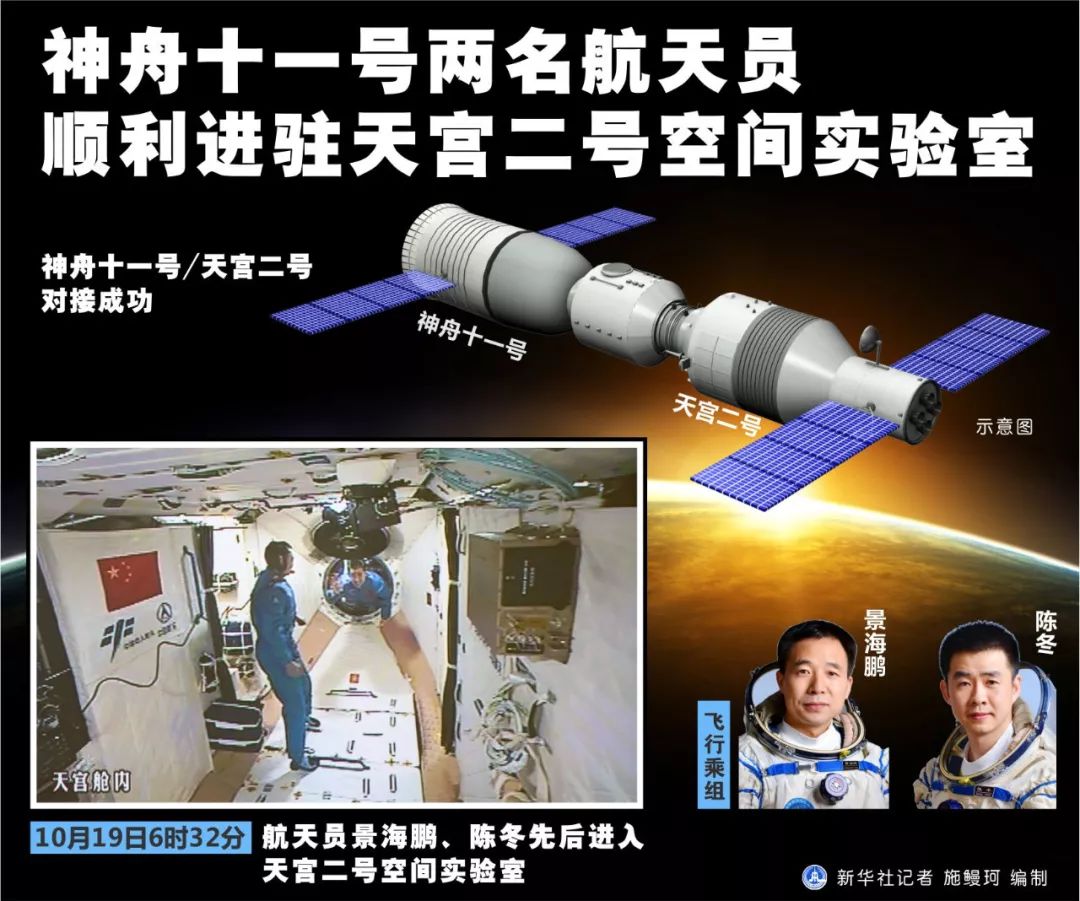 神舟十一号两名航天员
顺利进驻天宫二号空间实验室
神舟十一号/天宫二号
对接成功
神舟十一号
天宫二号
示意图
天宫舱内
10月19日6时32分
航天员景海鹏、陈冬先后进入
天宫二号空间实验室
飞行乘组
景海鹏
陈冬
新华社记者 施鳗珂 编制